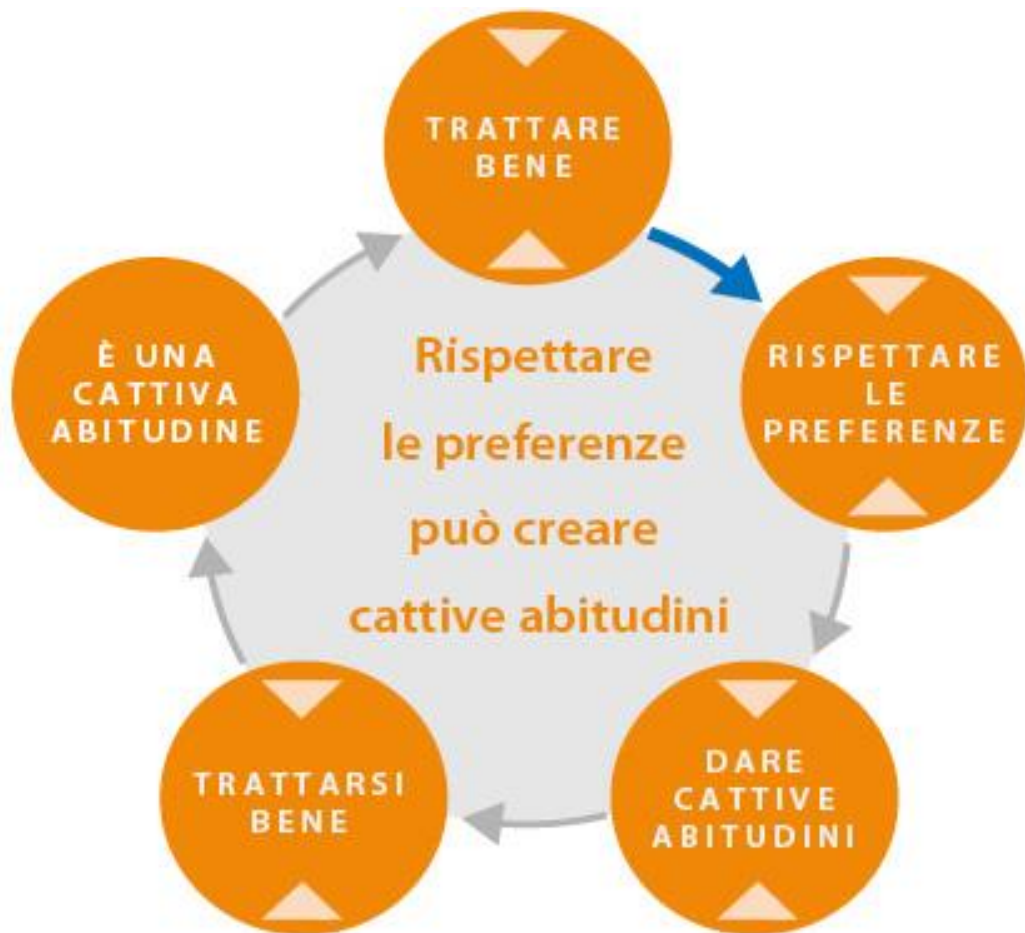 TRATTARE
BENE
RISPETTARE
LE
PREFERENZE
DARE
CATTIVE
ABITUDINI
TRATTARSI
BENE
È UNA
CATTIVA
ABITUDINE
Rispettare
le preferenze
può creare
cattive abitudini